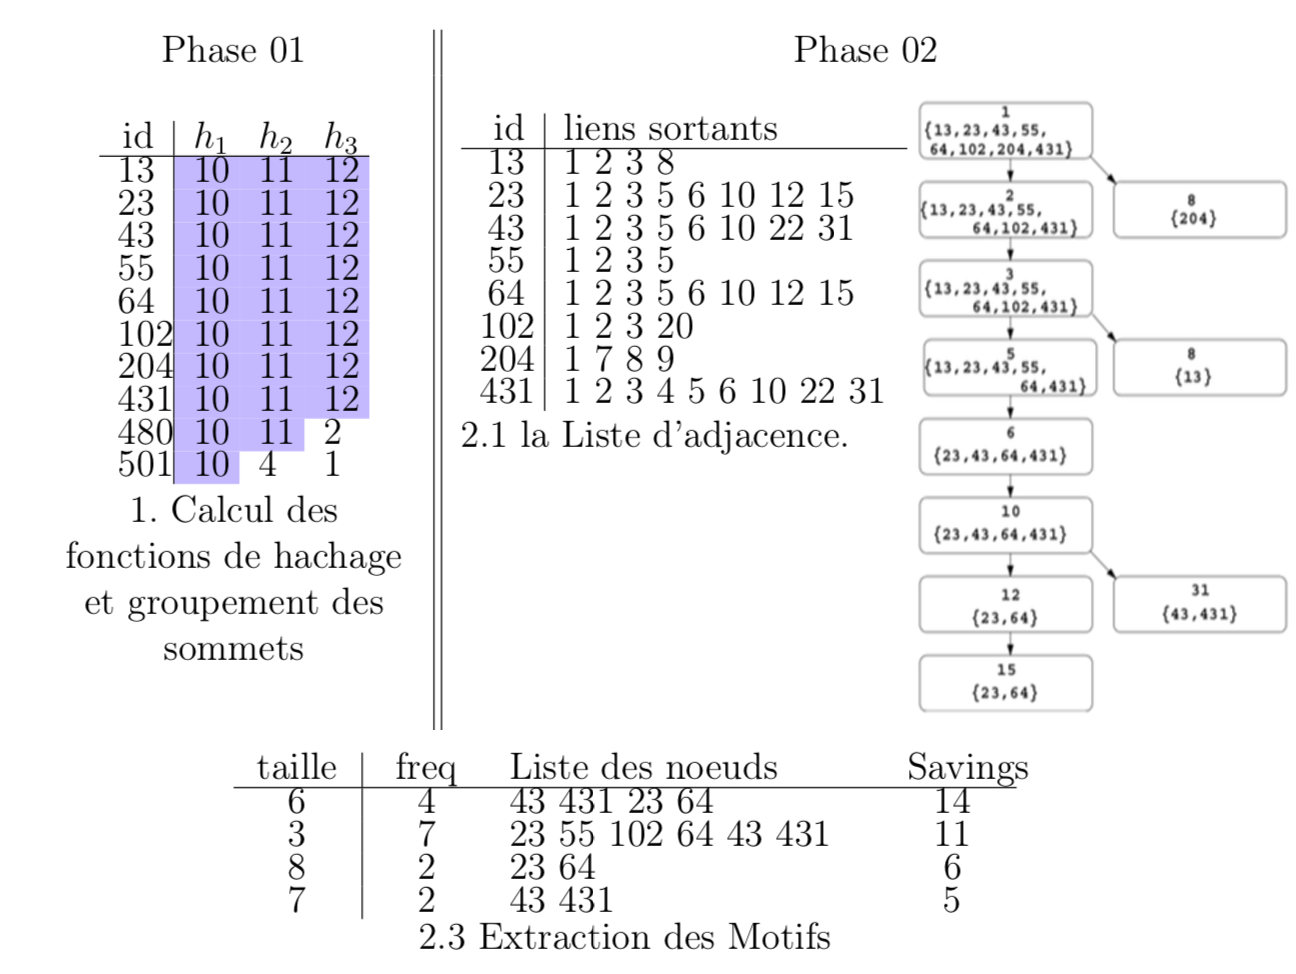 Phase 01
id h1 h2 h3
13 10 11 12
23 10 11 12
43 10 11 12
55 10 11 12
64 10 11 12
102 10 11 12
204 10 11 12
431 10 11 12
480 10 11 2
501 10 4 1
1. Calcul des
fonctions de hachage
et groupement des
sommets
Phase 02
id liens sortants
13 1 2 3 8
23 1 2 3 5 6 10 12 15
43 1 2 3 5 6 10 22 31
55 1 2 3 5
64 1 2 3 5 6 10 12 15
102 1 2 3 20
204 1 7 8 9
431 1 2 3 4 5 6 10 22 31
2.1 la Liste d'adjacence.
1
{13,23,43,55,
64,102,204,431}
2
{13,23,43,55,
64,102,431}
8
{204}
3
{13,23,43,55,
64,102,431}
5
{13,23,43,55,
64,431}
8
{13}
6
{23,43,64,431}
10
{23,43,64,431}
12
{23,64}
31
{43,431}
15
{23,64}
taille freq Liste des noeuds Savings
6 4 43 431 23 64 14
3 7 23 55 102 64 43 431 11
8 2 23 64 6
7 2 43 431 5
2.3 Extraction des Motifs